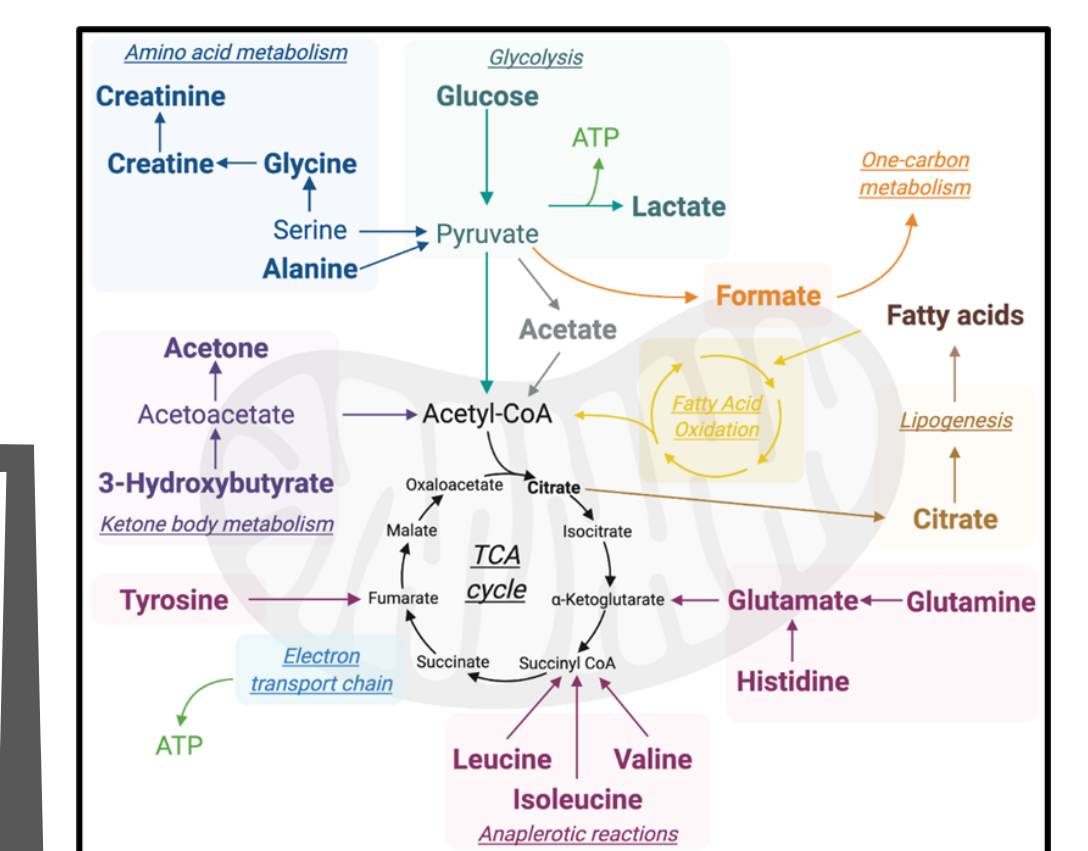 Amino acid metabolism
Creatinine
Creatine
Glycine
Serine
Alanine
Glycolysis
Glucose
ATP
Lactate
Pyruvate
One-carbon
metabolism
Formate
Acetate
Fatty acids
Acetone
Acetoacetate
3-Hydroxybutyrate
Ketone body metabolism
Acetyl-CoA
Fatty Acid
Oxidation
Lipogenesis
Citrate
Oxaloacetate
Citrate
Malate
Isocitrate
TCA
cycle
Fumarate
α-Ketoglutarate
Succinate
Succinyl CoA
Tyrosine
Glutamate
Glutamine
Histidine
Electron
transport chain
ATP
Leucine
Valine
Isoleucine
Anaplerotic reactions